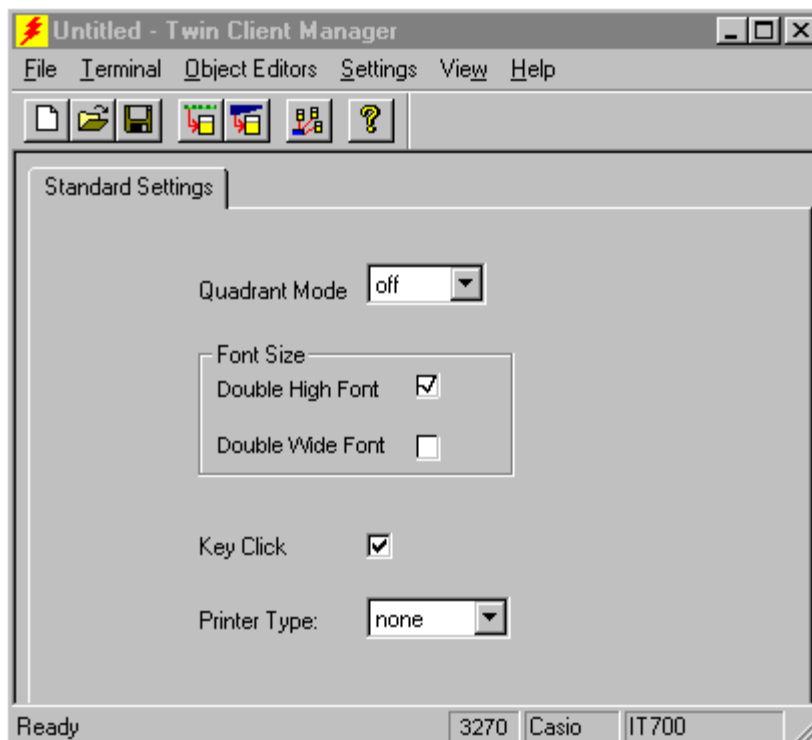 Untitled - Twin Client Manager
File Terminal Object Editors Settings View Help
Standard Settings
Quadrant Mode off
Font Size
Double High Font
Double Wide Font
Key Click
Printer Type: none
Ready 3270 Casio IT700